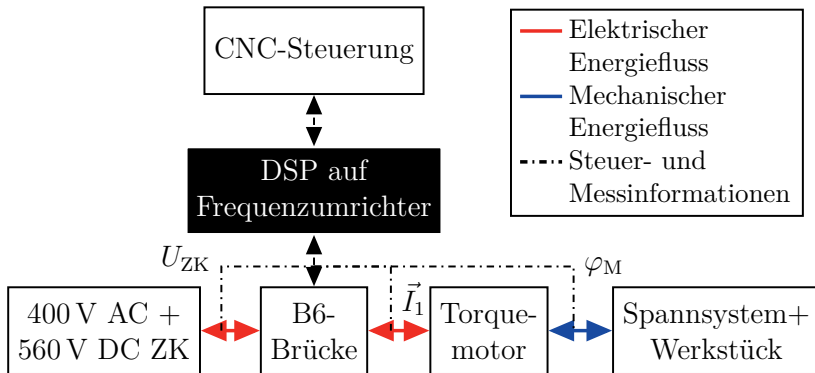 CNC-Steuerung
Elektrischer
Energiefluss
Mechanischer
Energiefluss
Steuer- und
Messinformationen
DSP auf
Frequenzumrichter
U_ZK
φ_M
400 V AC +
560 V DC ZK
B6-
Brücke
I⃗_1
Torque-
motor
Spannsystem+
Werkstück